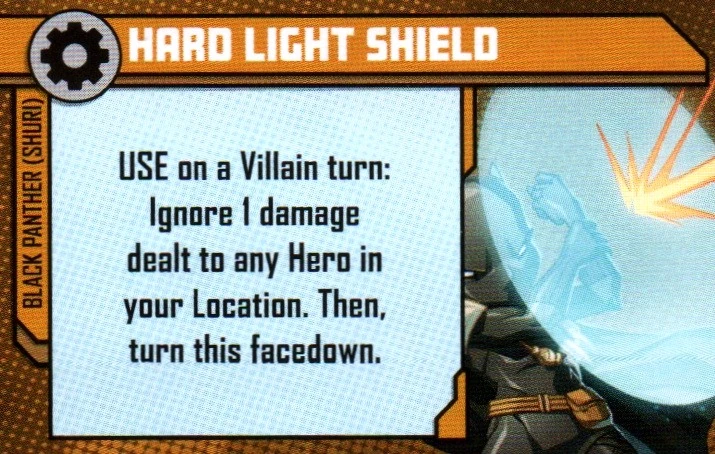 HARD LIGHT SHIELD
BLACK PANTHER (SHURI)
USE on a Villain turn:
Ignore 1 damage
dealt to any Hero in
your Location. Then,
turn this facedown.